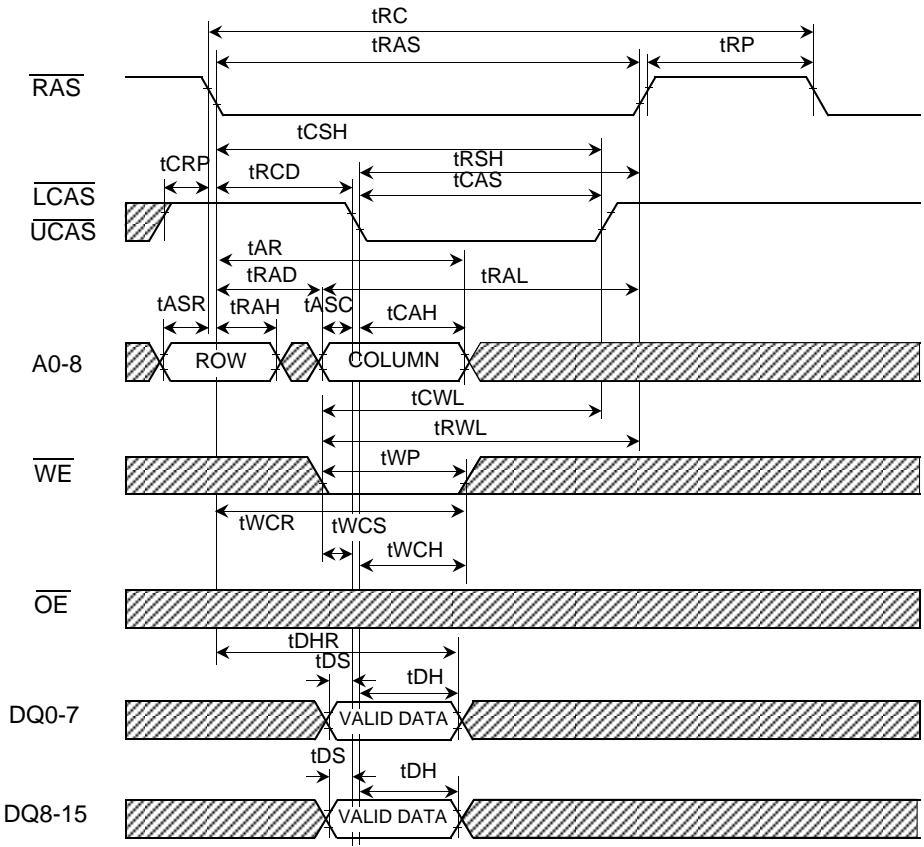 tRC
tRAS
tRP
RAS
tCSH
tCRP
tRCD
tRSH
tCAS
LCAS
UCAS
tAR
tRAD
tRAL
tASR
tRAH
tASC
tCAH
A0-8
ROW
COLUMN
tCWL
tRWL
WE
tWP
tWCR
tWCS
tWCH
OE
tDHR
tDS
tDH
DQ0-7
VALID DATA
tDS
tDH
DQ8-15
VALID DATA